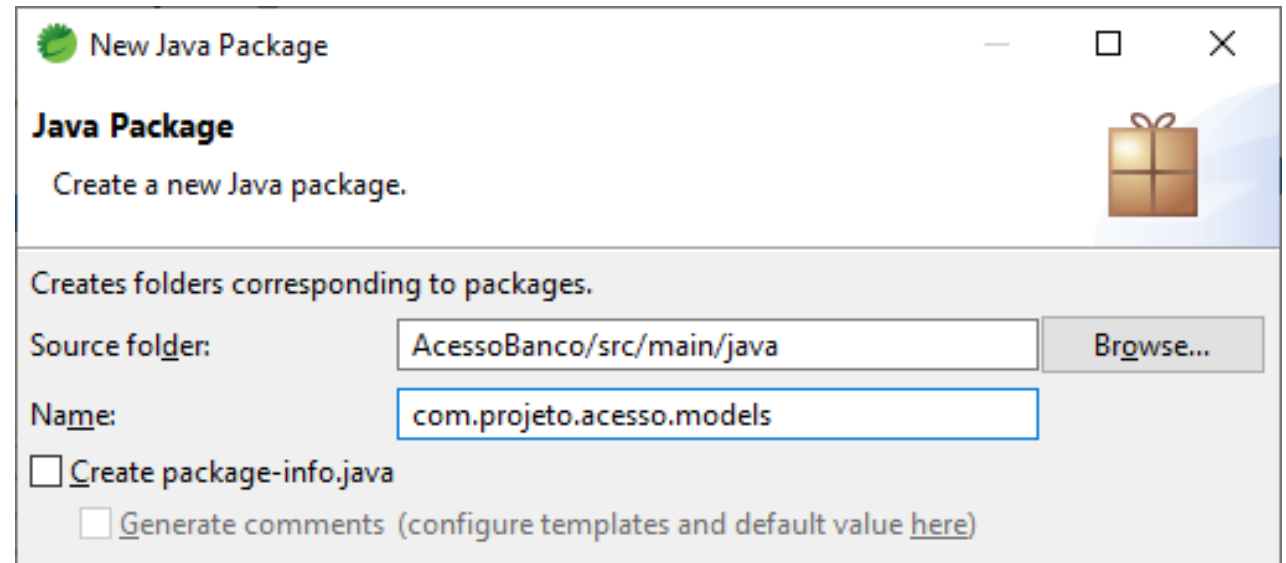 New Java Package
Java Package
Create a new Java package.
Creates folders corresponding to packages.
Source folder: AcessoBanco/src/main/java Browse...
Name: com.projeto.acesso.models
Create package-info.java
Generate comments (configure templates and default value here)